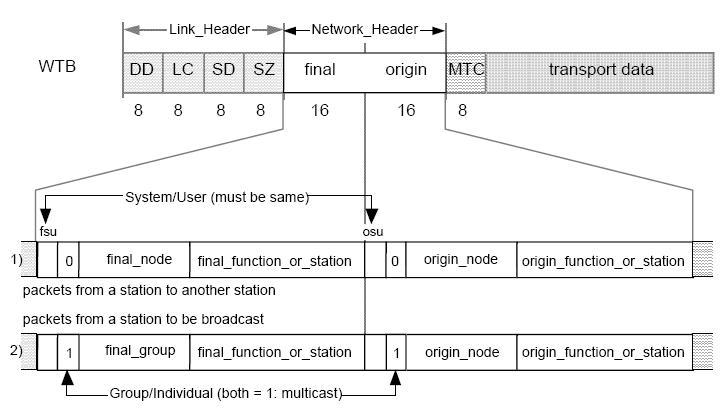 Link_Header Network_Header
WTB DD LC SD SZ final origin MTC transport data
8 8 8 8 16 16 8
System/User (must be same)
fsu osu
1) 0 final_node final_function_or_station 0 origin_node origin_function_or_station
packets from a station to another station
packets from a station to be broadcast
2) 1 final_group final_function_or_station 1 origin_node origin_function_or_station
Group/Individual (both = 1: multicast)